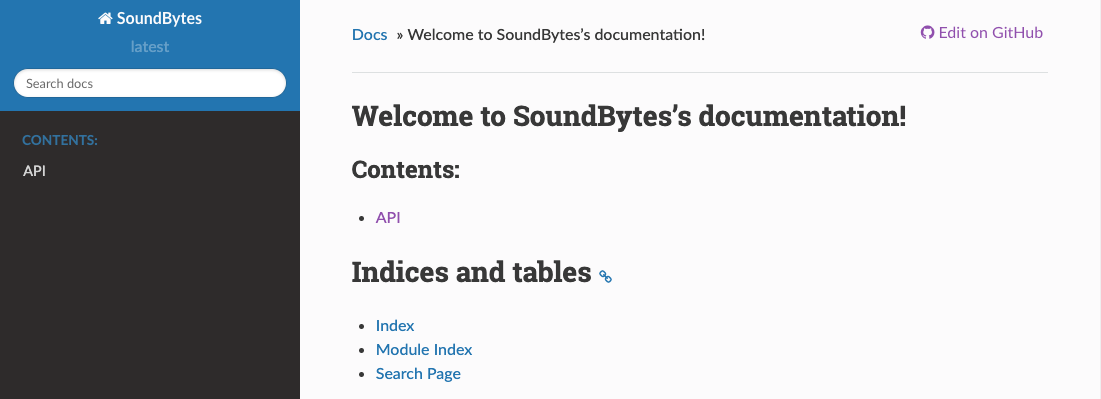 SoundBytes
latest
Search docs
CONTENTS:
API
Docs » Welcome to SoundBytes’s documentation!
Edit on GitHub
Welcome to SoundBytes’s documentation!
Contents:
• API
Indices and tables
• Index
• Module Index
• Search Page